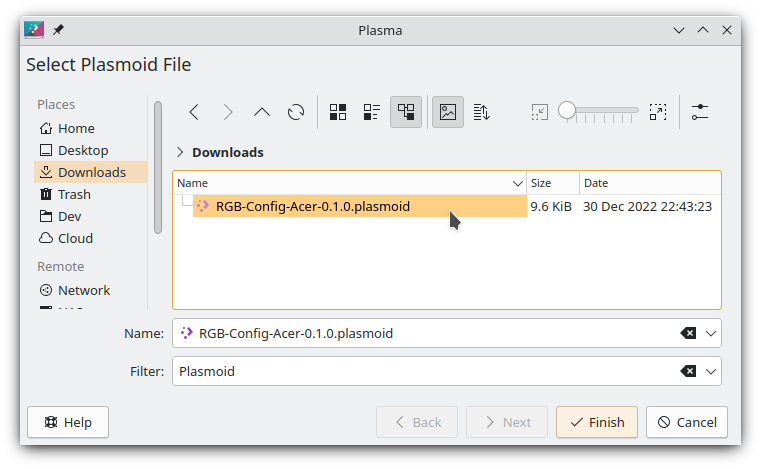 Plasma
Select Plasmoid File
Places
Home
Desktop
Downloads
Trash
Dev
Cloud
Remote
Network
Downloads
Name Size Date
RGB-Config-Acer-0.1.0.plasmoid 9.6 KiB 30 Dec 2022 22:43:23
Name: RGB-Config-Acer-0.1.0.plasmoid
Filter: Plasmoid
Help Back Next Finish Cancel